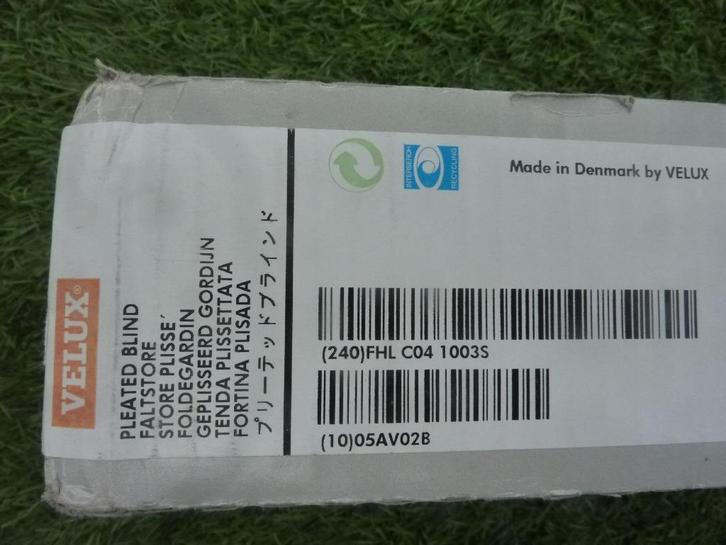 VELUX®
PLEATED BLIND
FALTSTORE
STORE PLISSE´
FOLDEGARDIN
GEPLISSEERD GORDIJN
TENDA PLISSETTATA
FORTINA PLISADA
プリーテッドブラインド
INTERSEROH
RECYCLING
Made in Denmark by VELUX
(240)FHL C04 1003S
(10)05AV02B